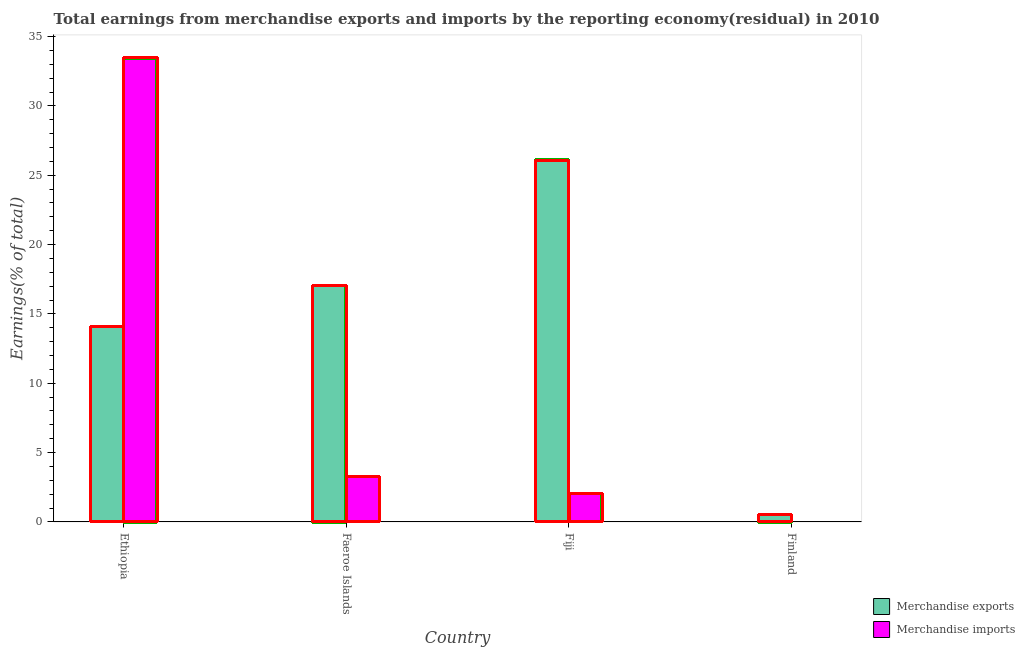 Total earnings from merchandise exports and imports by the reporting economy(residual) in 2010
35
30
25
20
15
10
5
0
Earnings(% of total)
Ethiopia
Faeroe Islands
Fiji
Finland
Country
Merchandise exports
Merchandise imports